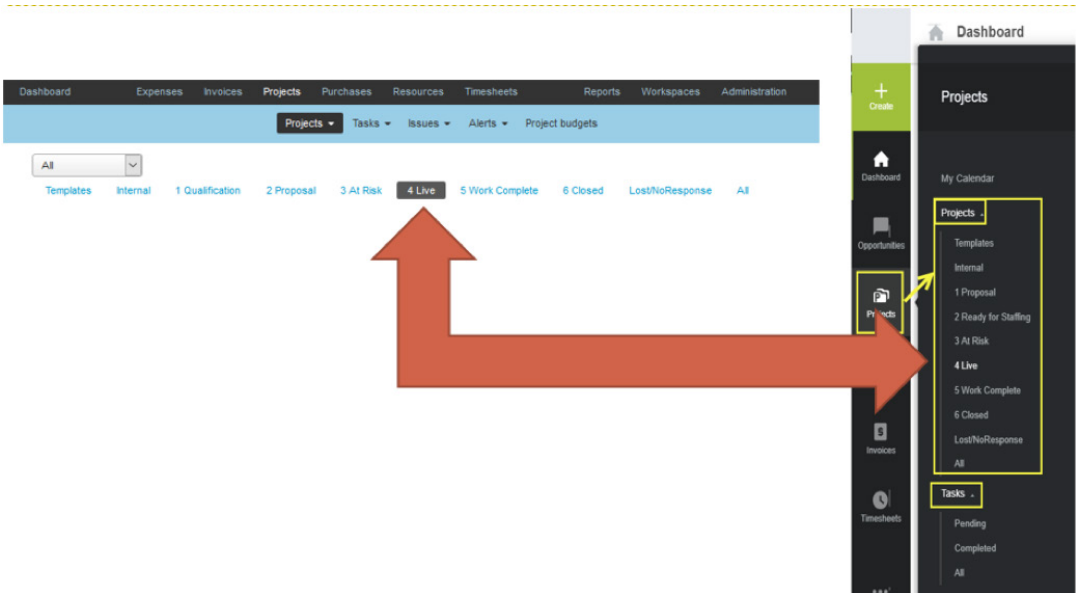 Dashboard Expenses Invoices Projects Purchases Resources Timesheets Reports Workspaces Administration
Projects Tasks Issues Alerts Project budgets
All
Templates Internal 1 Qualification 2 Proposal 3 At Risk 4 Live 5 Work Complete 6 Closed Lost/NoResponse All
Create
Dashboard
Opportunities
Projects
Invoices
Timesheets
Dashboard
Projects
My Calendar
Projects
Templates
Internal
1 Proposal
2 Ready for Staffing
3 At Risk
4 Live
5 Work Complete
6 Closed
Lost/NoResponse
All
Tasks
Pending
Completed
All